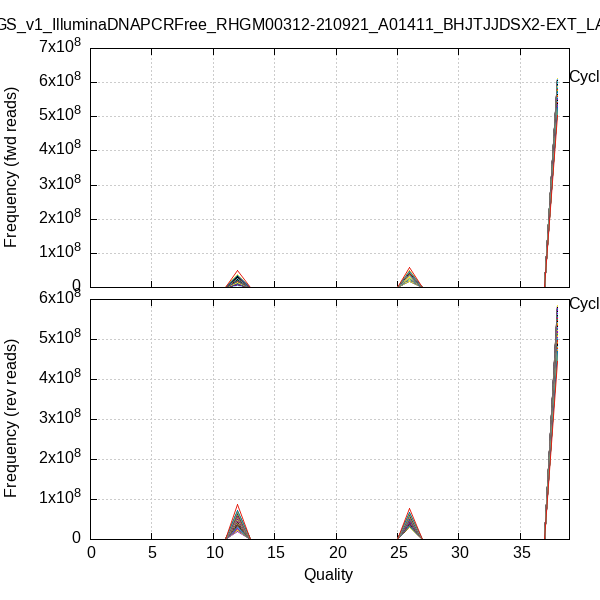 GS_v1_IlluminaDNAPCRFree_RHGM00312-210921_A01411_BHJTJJDSX2-EXT_LA
7x10^8
6x10^8
5x10^8
4x10^8
3x10^8
2x10^8
1x10^8
0
Frequency (fwd reads)
Cycl
6x10^8
5x10^8
4x10^8
3x10^8
2x10^8
1x10^8
0
Frequency (rev reads)
Cycl
0 5 10 15 20 25 30 35
Quality